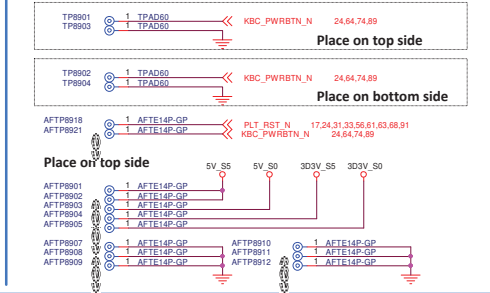 TP8901 1 TPAD60 KBC_PWRBTN_N 24,64,74,89
TP8903 1 TPAD60
Place on top side
TP8902 1 TPAD60 KBC_PWRBTN_N 24,64,74,89
TP8904 1 TPAD60
Place on bottom side
AFTP8918 1 AFTE14P-GP PLT_RST_N 17,24,31,33,56,61,63,68,91
AFTP8921 1 AFTE14P-GP KBC_PWRBTN_N 24,64,74,89
Place on top side
5V_S5 5V_S0 3D3V_S5 3D3V_S0
AFTP8901 1 AFTE14P-GP
AFTP8902 1 AFTE14P-GP
AFTP8903 1 AFTE14P-GP
AFTP8904 1 AFTE14P-GP
AFTP8905 1 AFTE14P-GP
AFTP8907 1 AFTE14P-GP AFTP8910 1 AFTE14P-GP
AFTP8908 1 AFTE14P-GP AFTP8911 1 AFTE14P-GP
AFTP8909 1 AFTE14P-GP AFTP8912 1 AFTE14P-GP